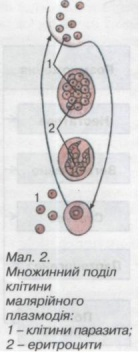 1
2
1
Мал. 2.
Множинний поділ
клітини
малярійного
плазмодія:
1 – клітини паразита;
2 – еритроцити